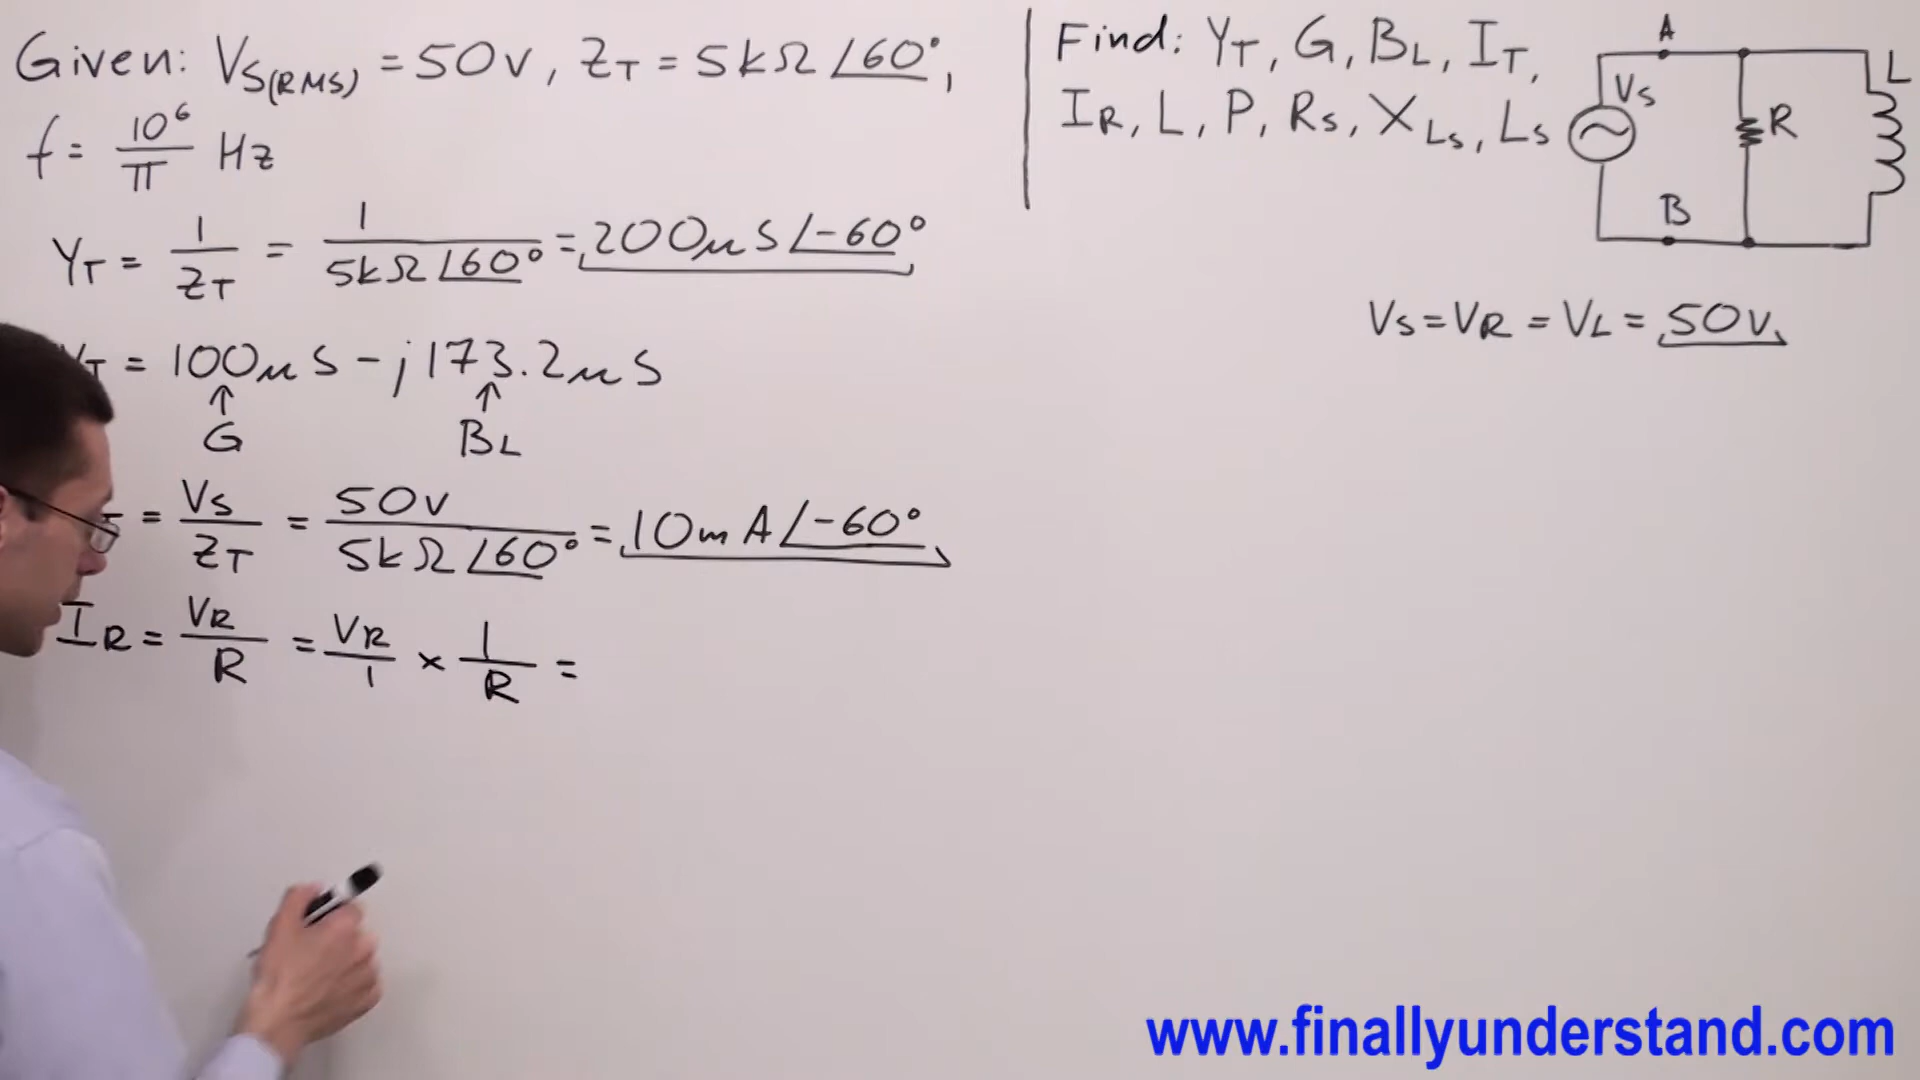 Given: VS(RMS) = 50V, ZT = 5kΩ∠60°,
f = 10⁶/π Hz
YT = 1/ZT = 1/5kΩ∠60° = 200μS∠-60°
T = 100μS - j173.2μS
↑ ↑
G BL
= VS/ZT = 50V/5kΩ∠60° = 10mA∠-60°
IR = VR/R = VR/1 × 1/R =
Find: YT, G, BL, IT,
IR, L, P, RS, XLS, LS
A
VS
R
L
B
VS = VR = VL = 50V
www.finallyunderstand.com